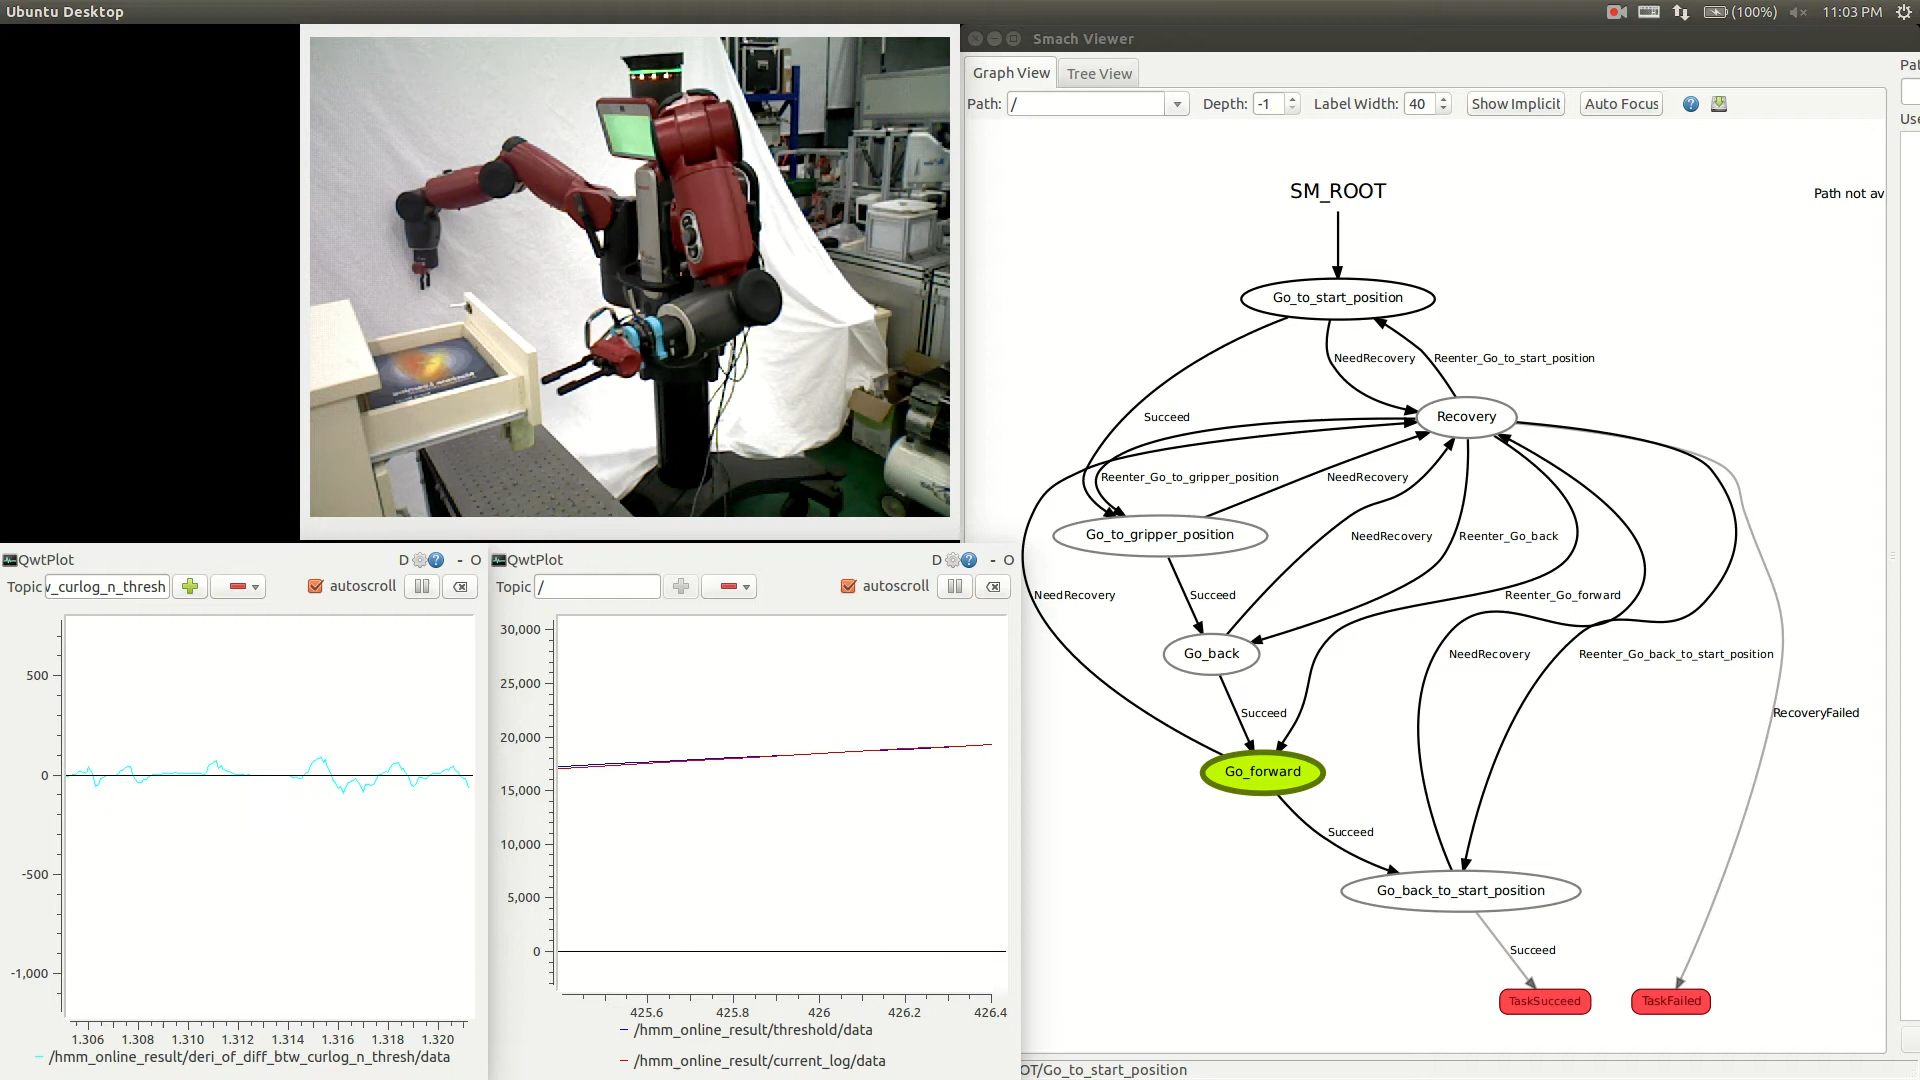 Ubuntu Desktop
(100%)
11:03 PM
Smach Viewer
Graph View
Tree View
Path:
/
Depth:
-1
Label Width:
40
Show Implicit
Auto Focus
Pat
Use
SM_ROOT
Path not av
Go_to_start_position
NeedRecovery
Reenter_Go_to_start_position
Succeed
Recovery
Reenter_Go_to_gripper_position
NeedRecovery
Go_to_gripper_position
NeedRecovery
Reenter_Go_back
NeedRecovery
Succeed
Reenter_Go_forward
Go_back
NeedRecovery
Reenter_Go_back_to_start_position
Succeed
RecoveryFailed
Go_forward
Succeed
Go_back_to_start_position
Succeed
TaskSucceed
TaskFailed
OT/Go_to_start_position
QwtPlot
D
- O
Topic
v_curlog_n_thresh
autoscroll
500
0
-500
-1,000
1.306
1.308
1.310
1.312
1.314
1.316
1.318
1.320
/hmm_online_result/deri_of_diff_btw_curlog_n_thresh/data
QwtPlot
D
- O
Topic
/
autoscroll
30,000
25,000
20,000
15,000
10,000
5,000
0
425.6
425.8
426
426.2
426.4
/hmm_online_result/threshold/data
/hmm_online_result/current_log/data